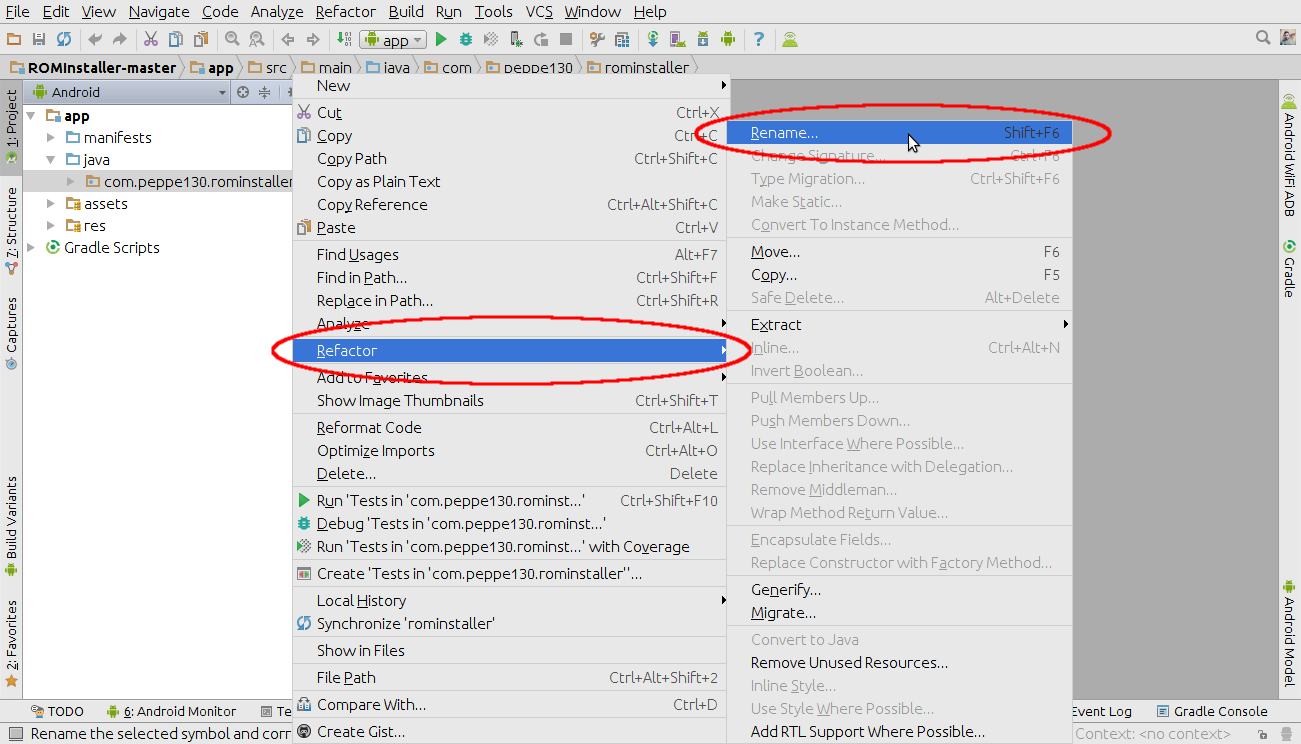 File Edit View Navigate Code Analyze Refactor Build Run Tools VCS Window Help
app
ROMInstaller-master app src main java com peppe130 rominstaller
Android
1: Project
7: Structure
Captures
Build Variants
2: Favorites
app
manifests
java
com.peppe130.rominstaller
assets
res
Gradle Scripts
New
Cut Ctrl+X
Copy Ctrl+C
Copy Path Ctrl+Shift+C
Copy as Plain Text
Copy Reference Ctrl+Alt+Shift+C
Paste Ctrl+V
Find Usages Alt+F7
Find in Path... Ctrl+Shift+F
Replace in Path... Ctrl+Shift+R
Analyze
Refactor
Add to Favorites
Show Image Thumbnails Ctrl+Shift+T
Reformat Code Ctrl+Alt+L
Optimize Imports Ctrl+Alt+O
Delete... Delete
Run 'Tests in 'com.peppe130.rominst...' Ctrl+Shift+F10
Debug 'Tests in 'com.peppe130.rominst...'
Run 'Tests in 'com.peppe130.rominst...' with Coverage
Create 'Tests in 'com.peppe130.rominstaller''...
Local History
Synchronize 'rominstaller'
Show in Files
File Path Ctrl+Alt+Shift+2
Compare With... Ctrl+D
Create Gist...
Rename... Shift+F6
Change Signature... Ctrl+F6
Type Migration... Ctrl+Shift+F6
Make Static...
Convert To Instance Method...
Move... F6
Copy... F5
Safe Delete... Alt+Delete
Extract
Inline... Ctrl+Alt+N
Invert Boolean...
Pull Members Up...
Push Members Down...
Use Interface Where Possible...
Replace Inheritance with Delegation...
Remove Middleman...
Wrap Method Return Value...
Encapsulate Fields...
Replace Constructor with Factory Method...
Generify...
Migrate...
Convert to Java
Remove Unused Resources...
Inline Style...
Use Style Where Possible...
Add RTL Support Where Possible...
Android WiFi ADB
Gradle
Android Model
TODO 6: Android Monitor Te Event Log Gradle Console
Rename the selected symbol and corr Context: <no context>